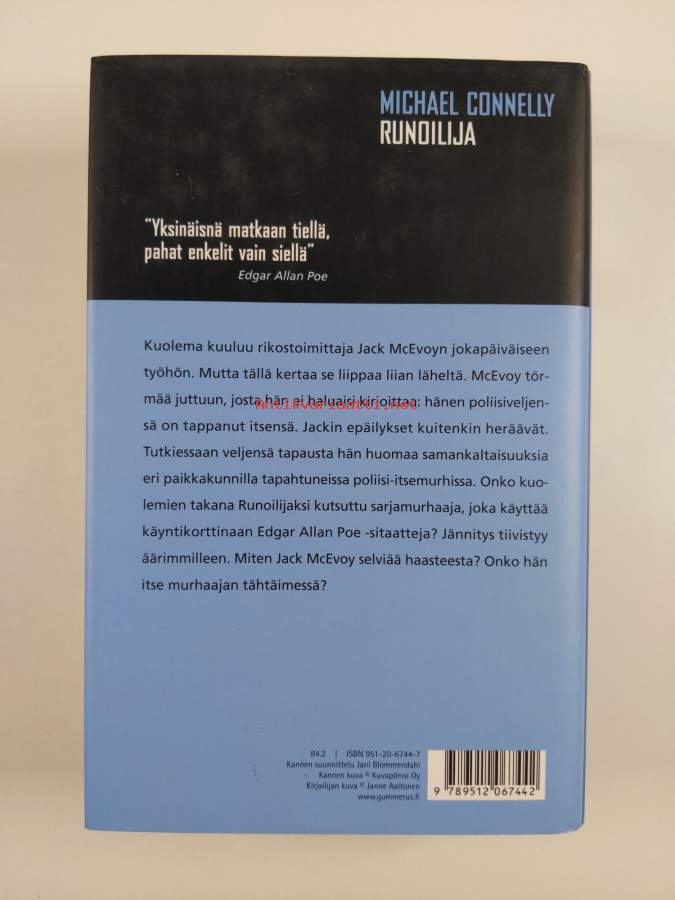 MICHAEL CONNELLY
RUNOILIJA
"Yksinäisnä matkaan tiellä,
pahat enkelit vain siellä"
Edgar Allan Poe
Kuolema kuuluu rikostoimittaja Jack McEvoyn jokapäiväiseen
työhön. Mutta tällä kertaa se liippaa liian läheltä. McEvoy tör-
mää juttuun, josta hän ei haluaisi kirjoittaa: hänen poliisiveljen-
Antikvariaatti.net
sä on tappanut itsensä. Jackin epäilykset kuitenkin heräävät.
Tutkiessaan veljensä tapausta hän huomaa samankaltaisuuksia
eri paikkakunnilla tapahtuneissa poliisi-itsemurhissa. Onko kuo-
lemien takana Runoilijaksi kutsuttu sarjamurhaaja, joka käyttää
käyntikorttinaan Edgar Allan Poe -sitaatteja? Jännitys tiivistyy
äärimmilleen. Miten Jack McEvoy selviää haasteesta? Onko hän
itse murhaajan tähtäimessä?
84.2 | ISBN 951-20-6744-7
Kannen suunnittelu Jani Blommendahl
Kannen kuva © Kuvapörssi Oy
Kirjailijan kuva © Janne Aaltonen
www.gummerus.fi
9 789512 067442